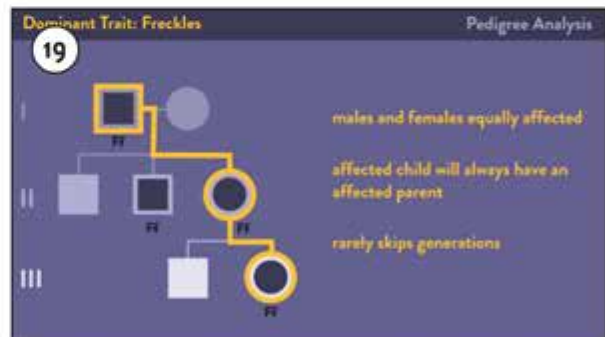 Dominant Trait: Freckles
Pedigree Analysis
19
I
Ff
males and females equally affected
II
Ff
Ff
affected child will always have an
affected parent
III
Ff
rarely skips generations